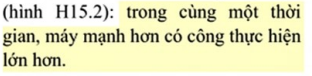 (hình H15.2): trong cùng một thời
gian, máy mạnh hơn có công thực hiện
lớn hơn.